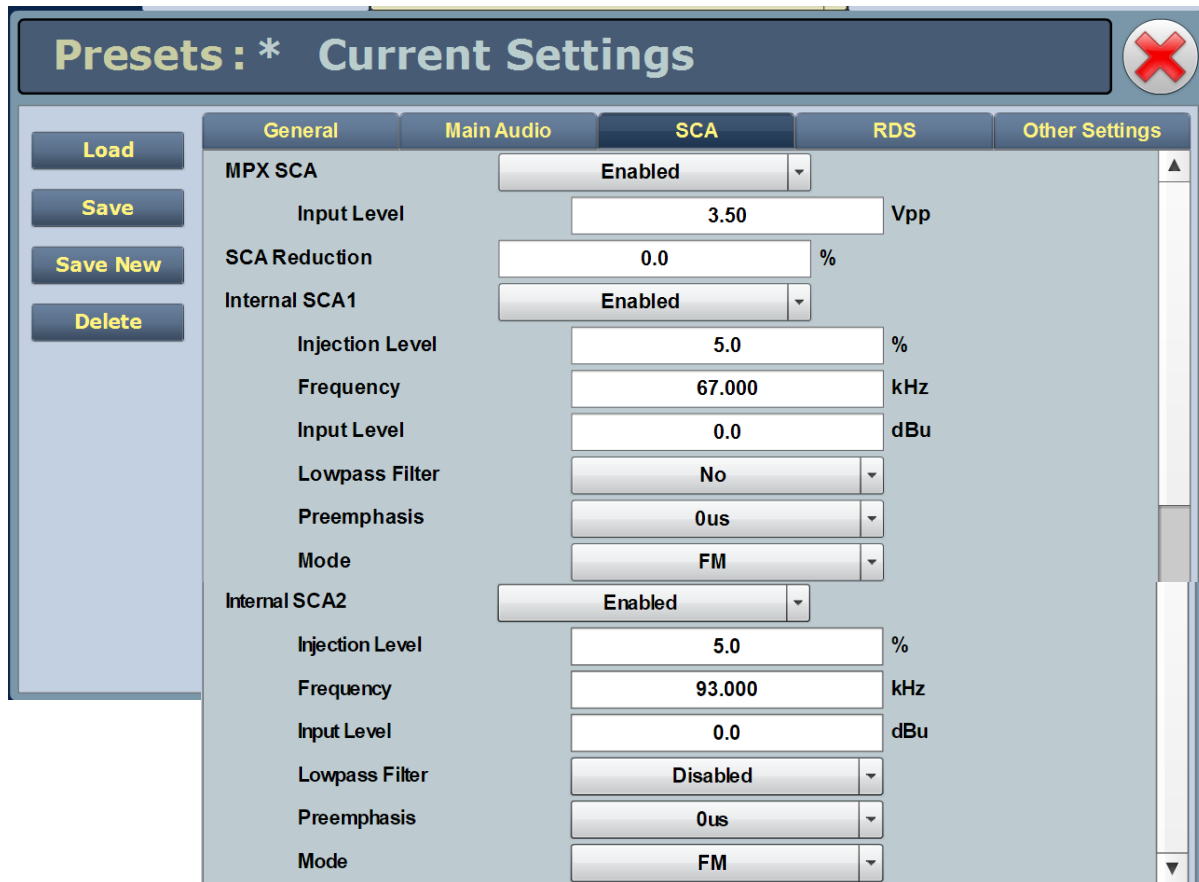 Presets: * Current Settings
Load
Save
Save New
Delete
General Main Audio SCA RDS Other Settings
MPX SCA Enabled
Input Level 3.50 Vpp
SCA Reduction 0.0 %
Internal SCA1 Enabled
Injection Level 5.0 %
Frequency 67.000 kHz
Input Level 0.0 dBu
Lowpass Filter No
Preemphasis 0us
Mode FM
Internal SCA2 Enabled
Injection Level 5.0 %
Frequency 93.000 kHz
Input Level 0.0 dBu
Lowpass Filter Disabled
Preemphasis 0us
Mode FM